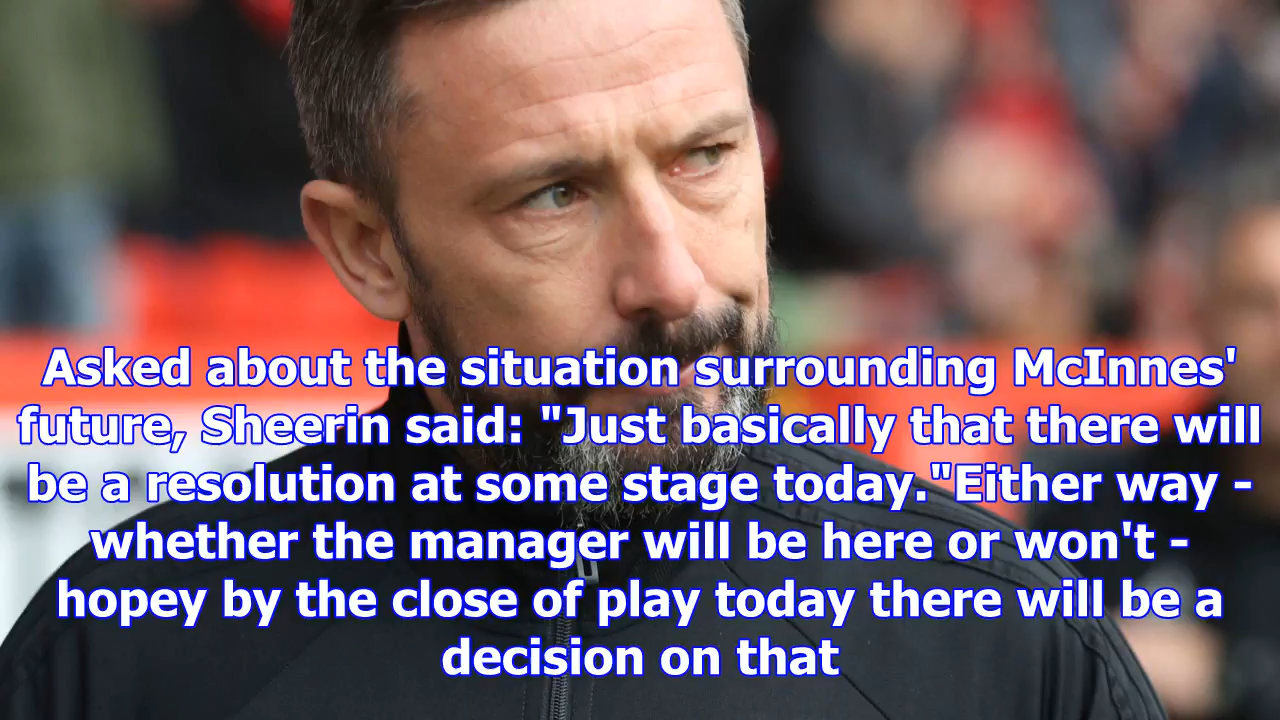 Asked about the situation surrounding McInnes'
future, Sheerin said: "Just basically that there will
be a resolution at some stage today."Either way -
whether the manager will be here or won't -
hopey by the close of play today there will be a
decision on that